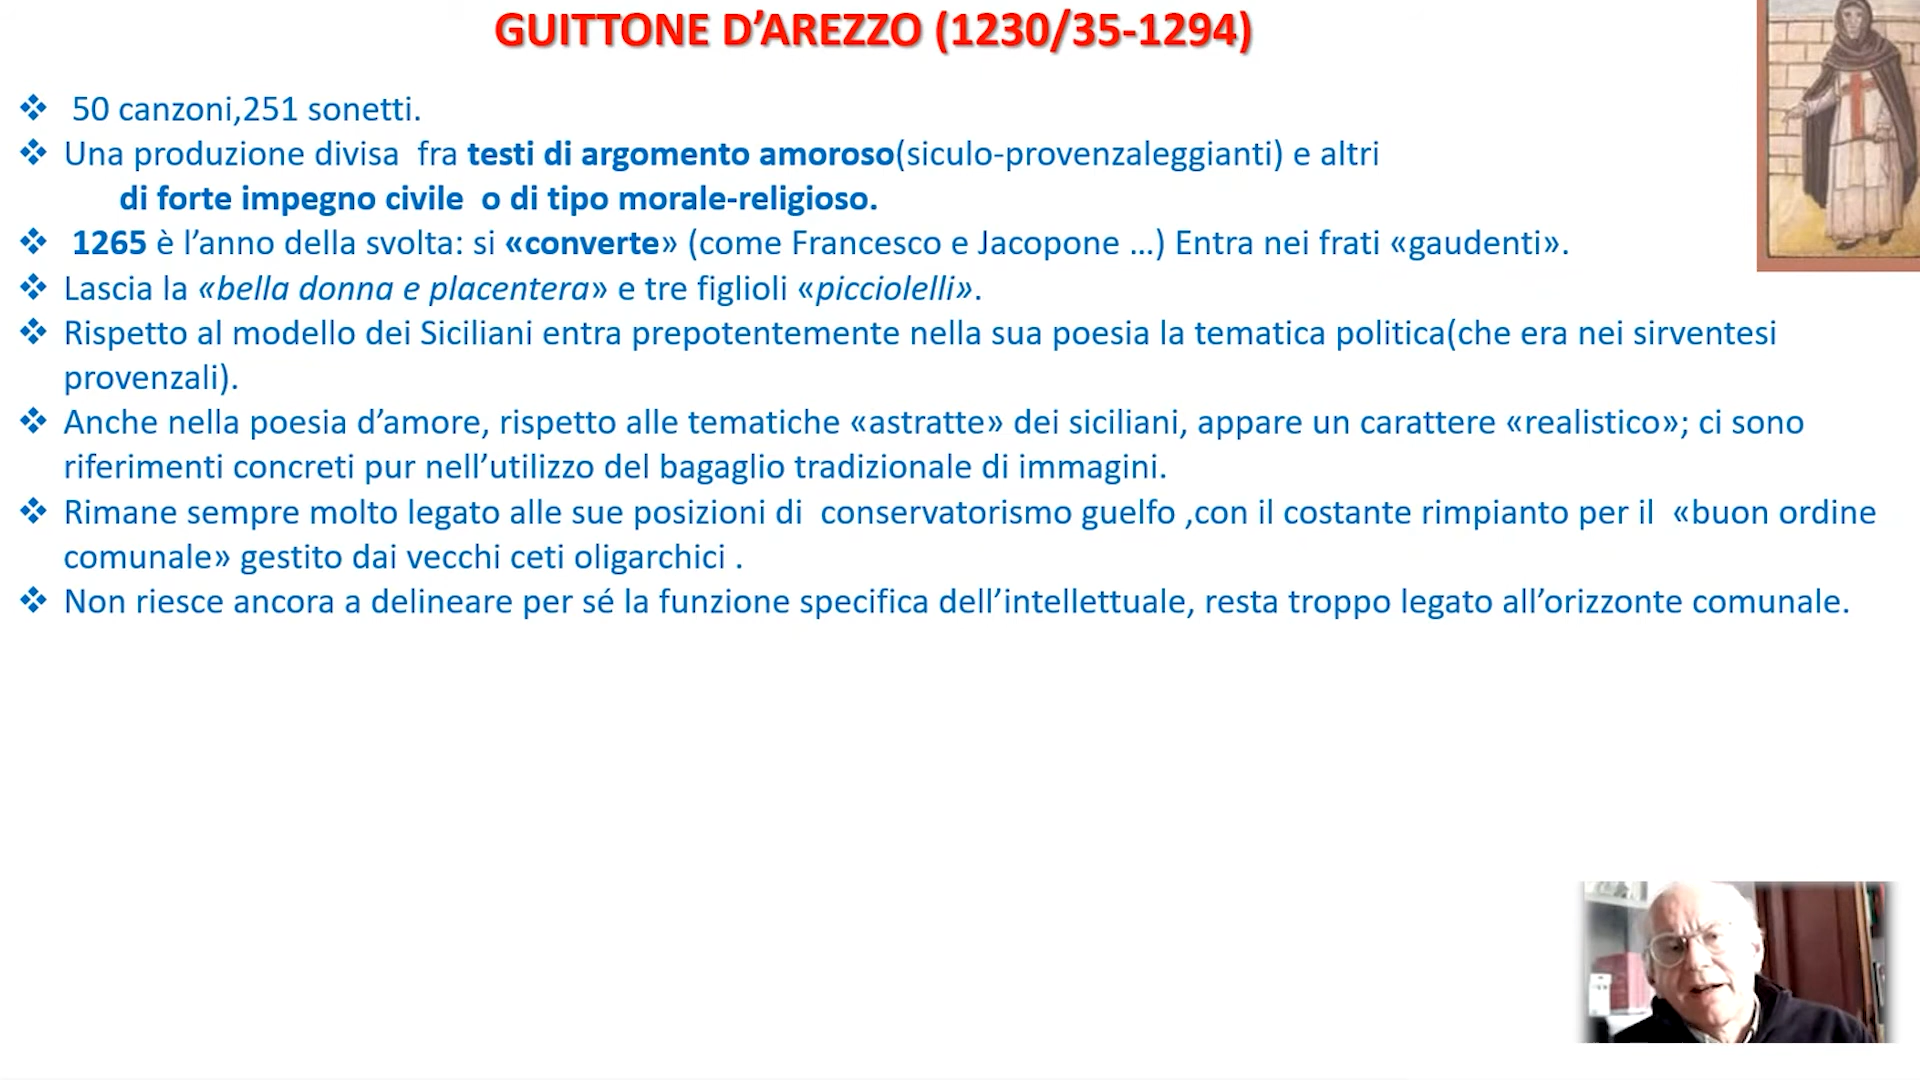 GUITTONE D’AREZZO (1230/35-1294)
❖ 50 canzoni,251 sonetti.
❖ Una produzione divisa fra testi di argomento amoroso(siculo-provenzaleggianti) e altri
di forte impegno civile o di tipo morale-religioso.
❖ 1265 è l’anno della svolta: si «converte» (come Francesco e Jacopone …) Entra nei frati «gaudenti».
❖ Lascia la «bella donna e placentera» e tre figlioli «picciolelli».
❖ Rispetto al modello dei Siciliani entra prepotentemente nella sua poesia la tematica politica(che era nei sirventesi
provenzali).
❖ Anche nella poesia d’amore, rispetto alle tematiche «astratte» dei siciliani, appare un carattere «realistico»; ci sono
riferimenti concreti pur nell’utilizzo del bagaglio tradizionale di immagini.
❖ Rimane sempre molto legato alle sue posizioni di conservatorismo guelfo ,con il costante rimpianto per il «buon ordine
comunale» gestito dai vecchi ceti oligarchici .
❖ Non riesce ancora a delineare per sé la funzione specifica dell’intellettuale, resta troppo legato all’orizzonte comunale.